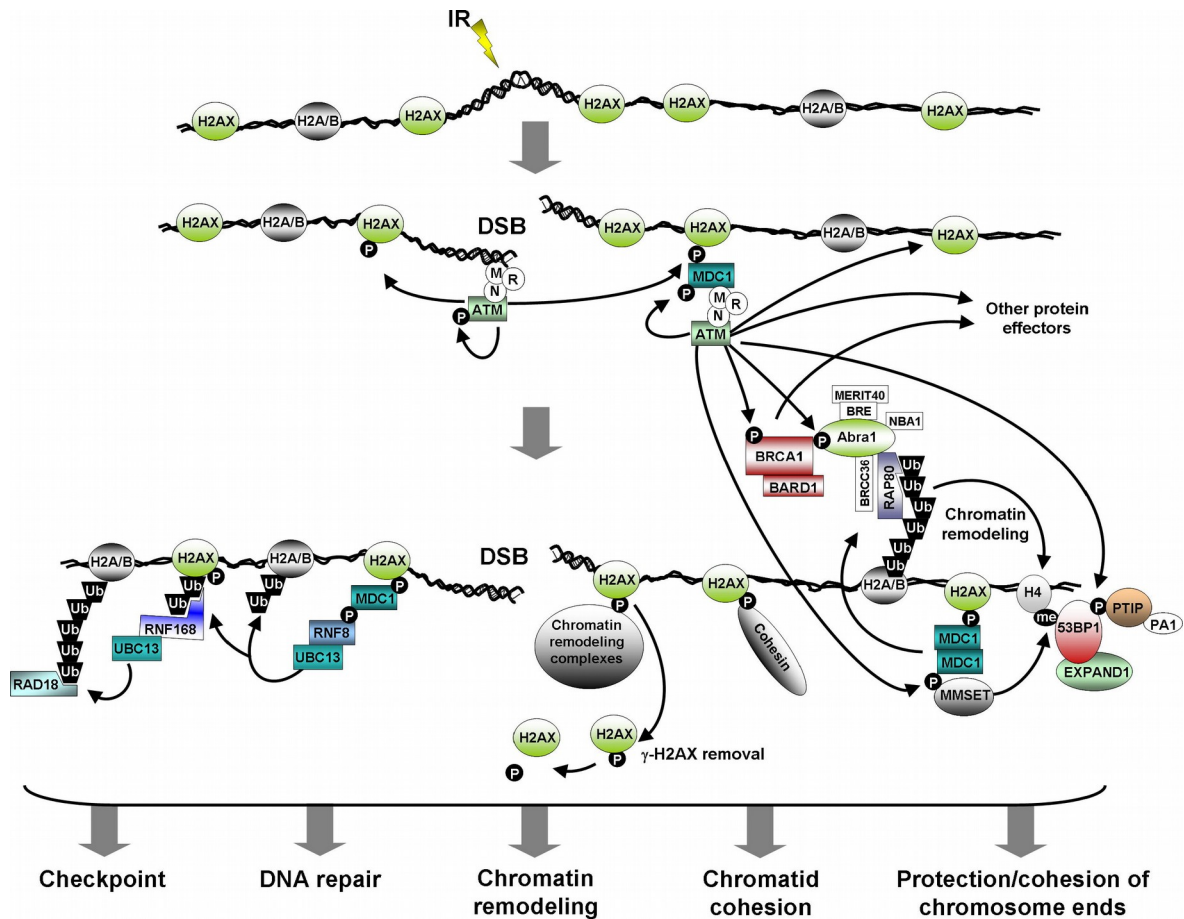 IR
H2AX
H2A/B
H2AX
H2AX
H2AX
H2A/B
H2AX
H2AX
H2A/B
H2AX
P
DSB
M
R
N
ATM
P
H2AX
H2AX
H2A/B
H2AX
P
MDC1
P
M
R
N
ATM
Other protein
effectors
MERIT40
BRE
NBA1
P
BRCA1
BARD1
P
Abra1
BRCC36
RAP80
Ub
Ub
Ub
Ub
Ub
Ub
Chromatin
remodeling
H2A/B
Ub
Ub
Ub
Ub
RAD18
UBC13
H2AX
P
Ub
Ub
RNF168
H2A/B
Ub
Ub
H2AX
P
MDC1
P
RNF8
UBC13
DSB
H2AX
P
Chromatin
remodeling
complexes
H2AX
P
Cohesin
H2A/B
H2AX
P
MDC1
MDC1
P
MMSET
H4
me
53BP1
P
PTIP
PA1
EXPAND1
H2AX
P
H2AX
P
γ-H2AX removal
Checkpoint
DNA repair
Chromatin
remodeling
Chromatid
cohesion
Protection/cohesion of
chromosome ends